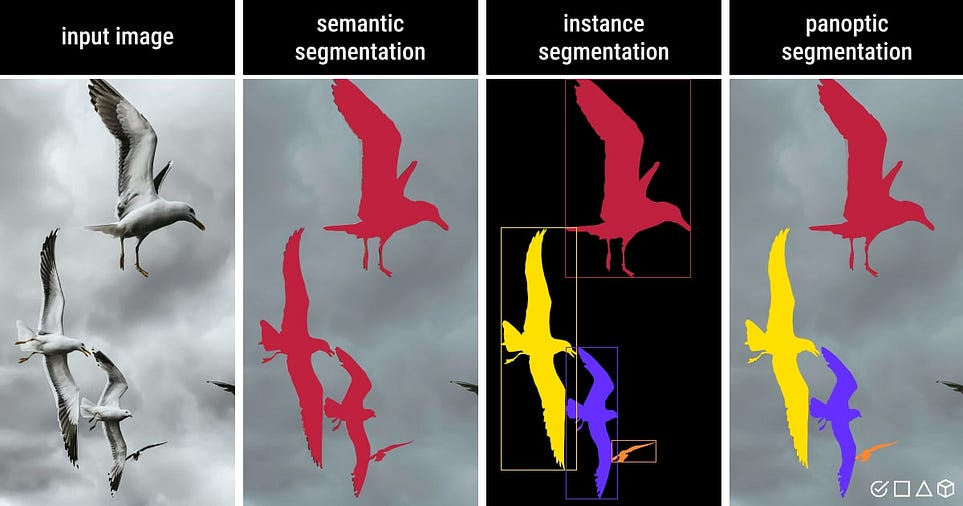 input image
semantic
segmentation
instance
segmentation
panoptic
segmentation